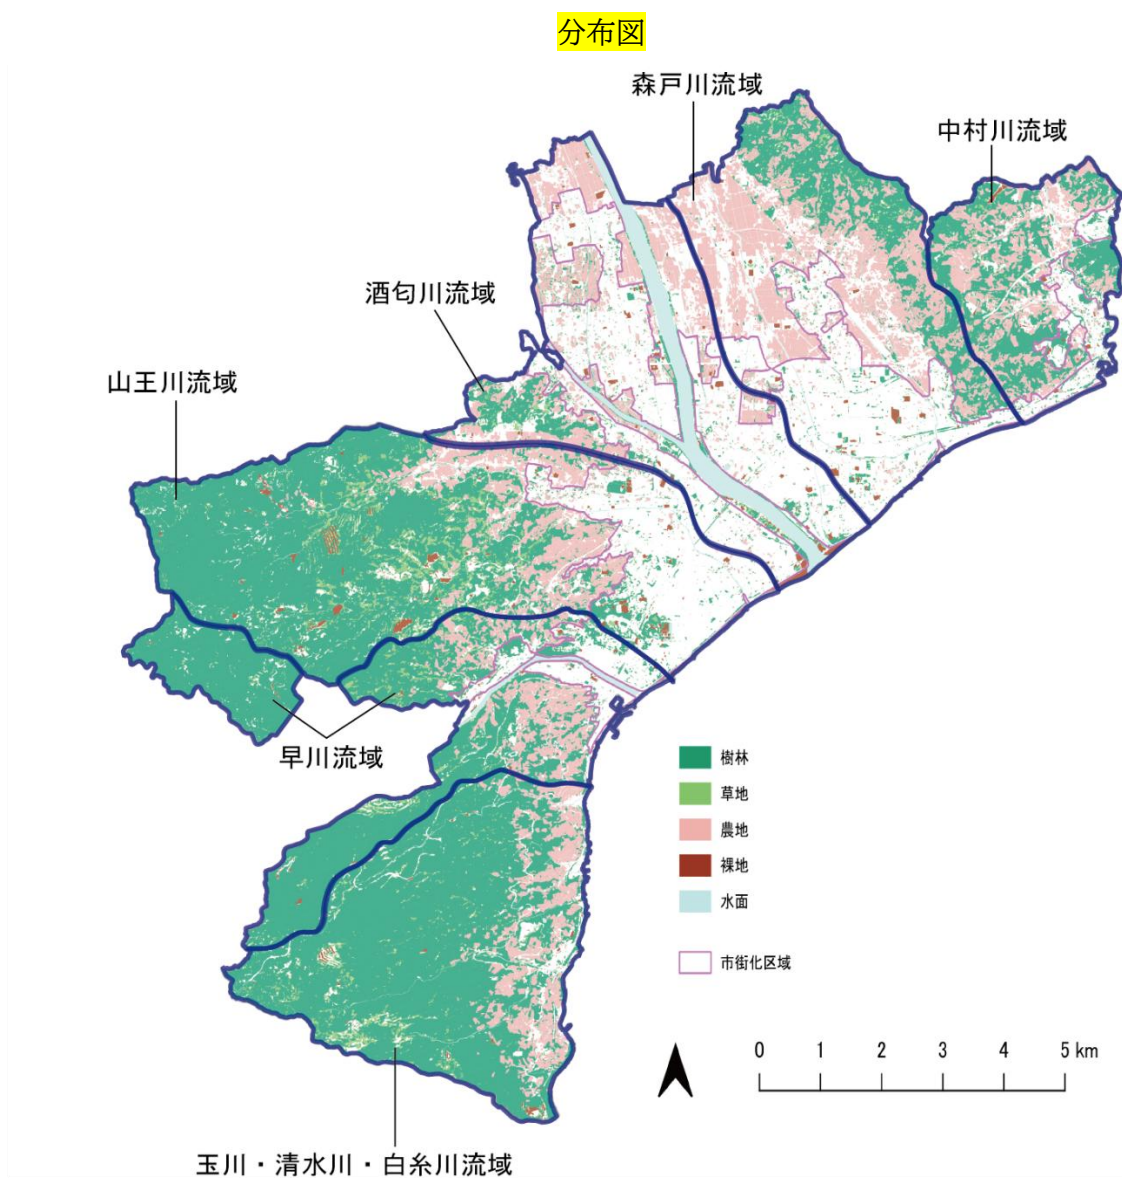 分布図
森戸川流域
中村川流域
酒匂川流域
山王川流域
早川流域
樹林
草地
農地
裸地
水面
市街化区域
0 1 2 3 4 5 km
玉川・清水川・白糸川流域